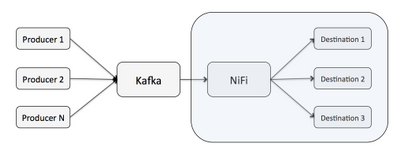 Producer 1
Producer 2
Producer N
Kafka
NiFi
Destination 1
Destination 2
Destination 3